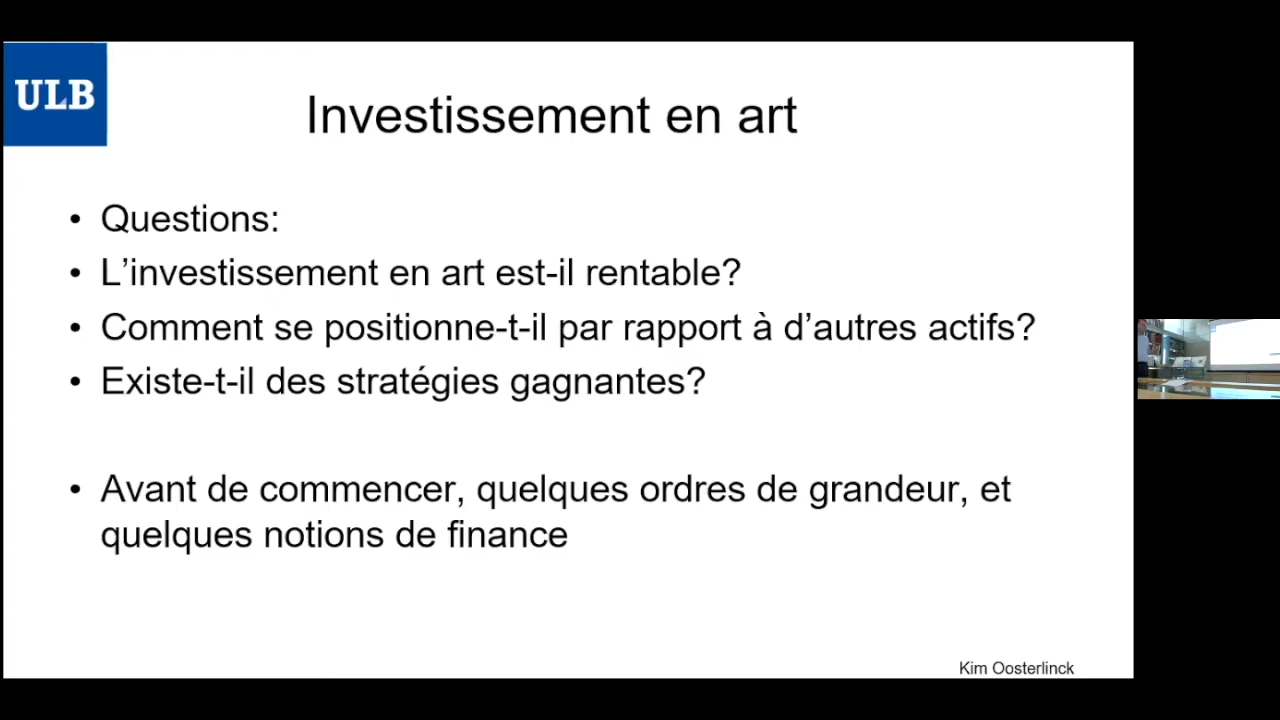 ULB
Investissement en art
• Questions:
• L’investissement en art est-il rentable?
• Comment se positionne-t-il par rapport à d’autres actifs?
• Existe-t-il des stratégies gagnantes?
• Avant de commencer, quelques ordres de grandeur, et
quelques notions de finance
Kim Oosterlinck